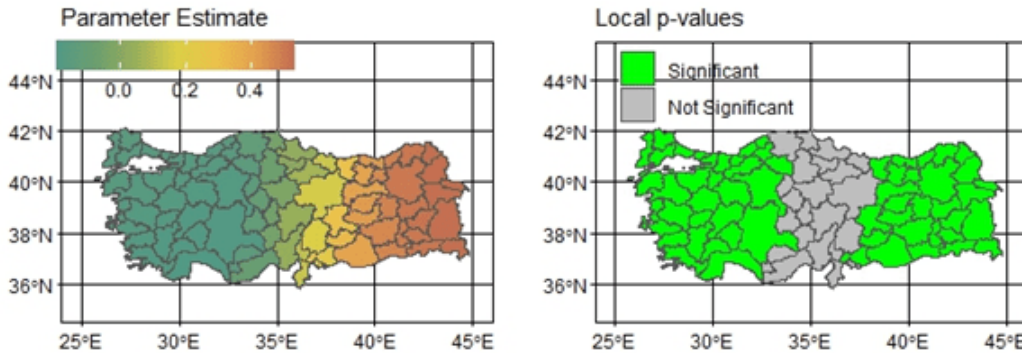 Parameter Estimate
0.0 0.2 0.4
44°N
42°N
40°N
38°N
36°N
25°E 30°E 35°E 40°E 45°E
Local p-values
Significant
Not Significant
44°N
42°N
40°N
38°N
36°N
25°E 30°E 35°E 40°E 45°E